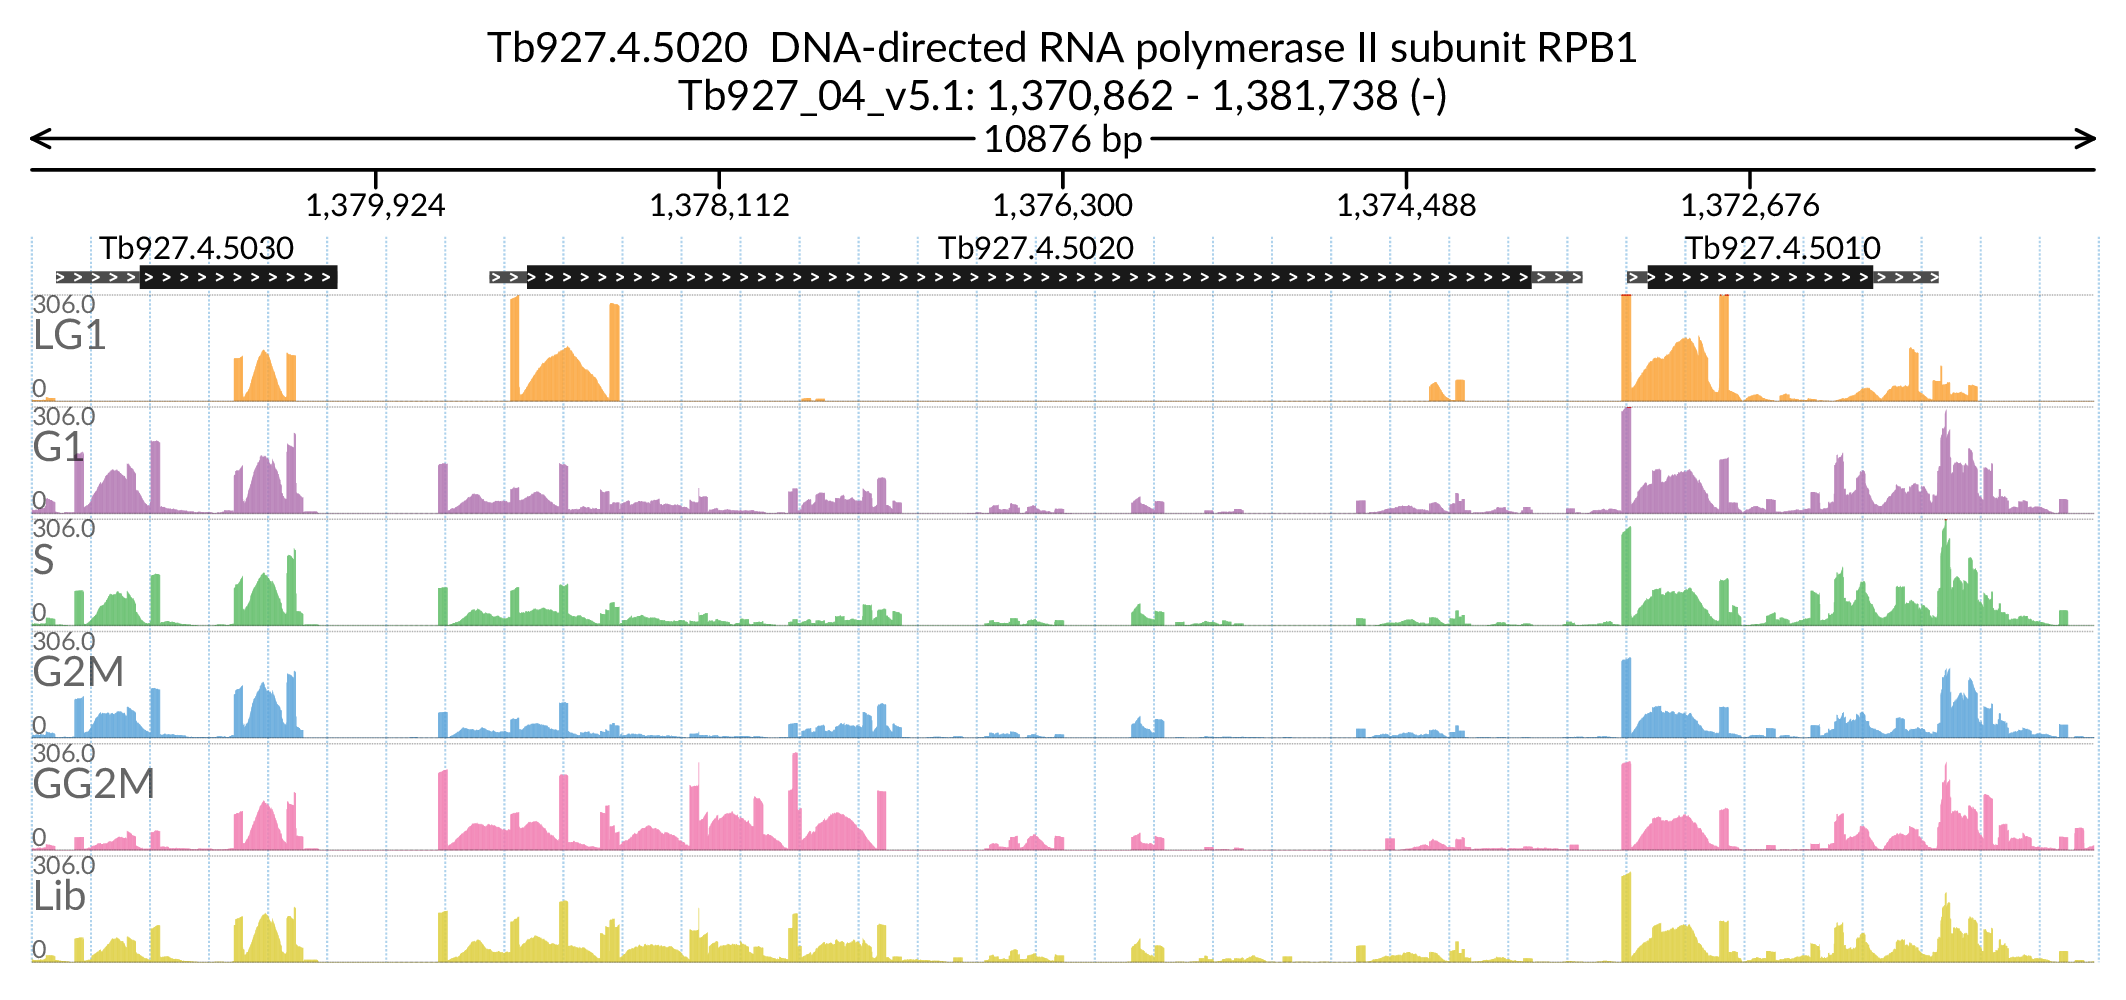 Tb927.4.5020  DNA-directed RNA polymerase II subunit RPB1
Tb927_04_v5.1: 1,370,862 - 1,381,738 (-)
10876 bp
1,379,924 1,378,112 1,376,300 1,374,488 1,372,676
Tb927.4.5030 Tb927.4.5020 Tb927.4.5010
306.0
LG1
0
306.0
G1
0
306.0
S
0
306.0
G2M
0
306.0
GG2M
0
306.0
Lib
0